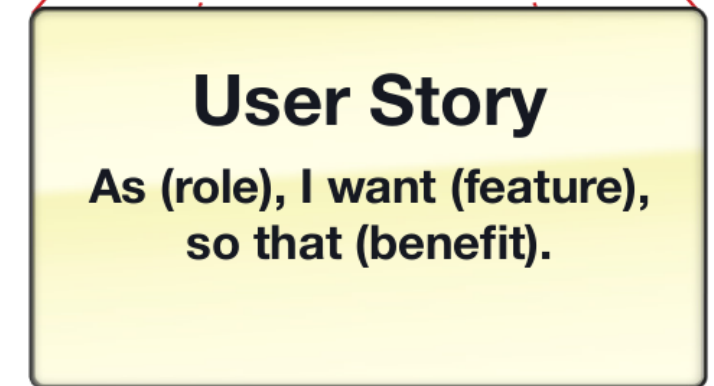 User Story
As (role), I want (feature),
so that (benefit).